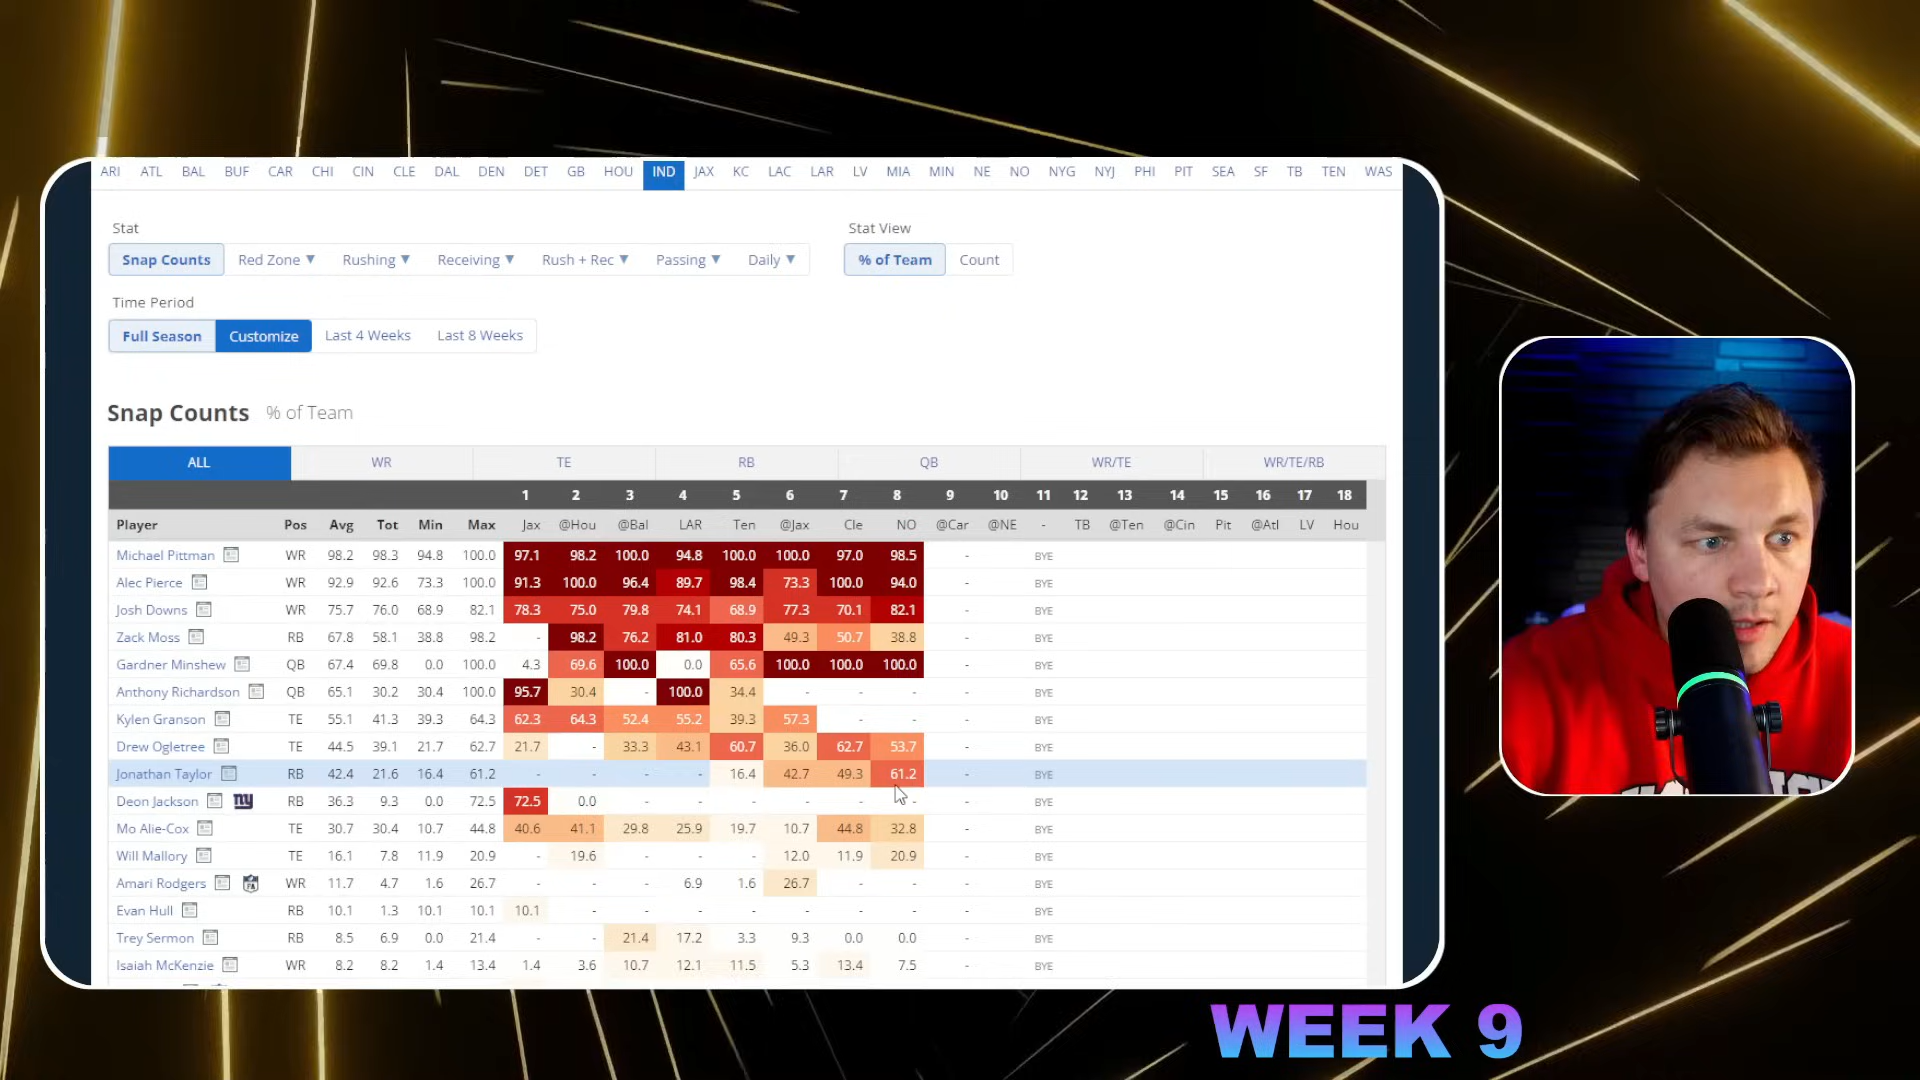 ARI ATL BAL BUF CAR CHI CIN CLE DAL DEN DET GB HOU IND JAX KC LAC LAR LV MIA MIN NE NO NYG NYJ PHI PIT SEA SF TB TEN WAS
Stat Stat View
Snap Counts Red Zone ▼ Rushing ▼ Receiving ▼ Rush + Rec ▼ Passing ▼ Daily ▼ % of Team Count
Time Period
Full Season Customize Last 4 Weeks Last 8 Weeks
Snap Counts % of Team
ALL WR TE RB QB WR/TE WR/TE/RB
1 2 3 4 5 6 7 8 9 10 11 12 13 14 15 16 17 18
Player Pos Avg Tot Min Max Jax @Hou @Bal LAR Ten @Jax Cle NO @Car @NE - TB @Ten @Cin Pit @Atl LV Hou
Michael Pittman WR 98.2 98.3 94.8 100.0 97.1 98.2 100.0 94.8 100.0 100.0 97.0 98.5 - BYE
Alec Pierce WR 92.9 92.6 73.3 100.0 91.3 100.0 96.4 89.7 98.4 73.3 100.0 94.0 - BYE
Josh Downs WR 75.7 76.0 68.9 82.1 78.3 75.0 79.8 74.1 68.9 77.3 70.1 82.1 - BYE
Zack Moss RB 67.8 58.1 38.8 98.2 - 98.2 76.2 81.0 80.3 49.3 50.7 38.8 - BYE
Gardner Minshew QB 67.4 69.8 0.0 100.0 4.3 69.6 100.0 0.0 65.6 100.0 100.0 100.0 - BYE
Anthony Richardson QB 65.1 30.2 30.4 100.0 95.7 30.4 - 100.0 34.4 - - - - BYE
Kylen Granson TE 55.1 41.3 39.3 64.3 62.3 64.3 52.4 55.2 39.3 57.3 - - - BYE
Drew Ogletree TE 44.5 39.1 21.7 62.7 21.7 - 33.3 43.1 60.7 36.0 62.7 53.7 - BYE
Jonathan Taylor RB 42.4 21.6 16.4 61.2 - - - - 16.4 42.7 49.3 61.2 - BYE
Deon Jackson ny RB 36.3 9.3 0.0 72.5 72.5 0.0 - - - - - - - BYE
Mo Alie-Cox TE 30.7 30.4 10.7 44.8 40.6 41.1 29.8 25.9 19.7 10.7 44.8 32.8 - BYE
Will Mallory TE 16.1 7.8 11.9 20.9 - 19.6 - - - 12.0 11.9 20.9 - BYE
Amari Rodgers FA WR 11.7 4.7 1.6 26.7 - - - 6.9 1.6 26.7 - - - BYE
Evan Hull RB 10.1 1.3 10.1 10.1 10.1 - - - - - - - - BYE
Trey Sermon RB 8.5 6.9 0.0 21.4 - - 21.4 17.2 3.3 9.3 0.0 0.0 - BYE
Isaiah McKenzie WR 8.2 8.2 1.4 13.4 1.4 3.6 10.7 12.1 11.5 5.3 13.4 7.5 - BYE
WEEK 9